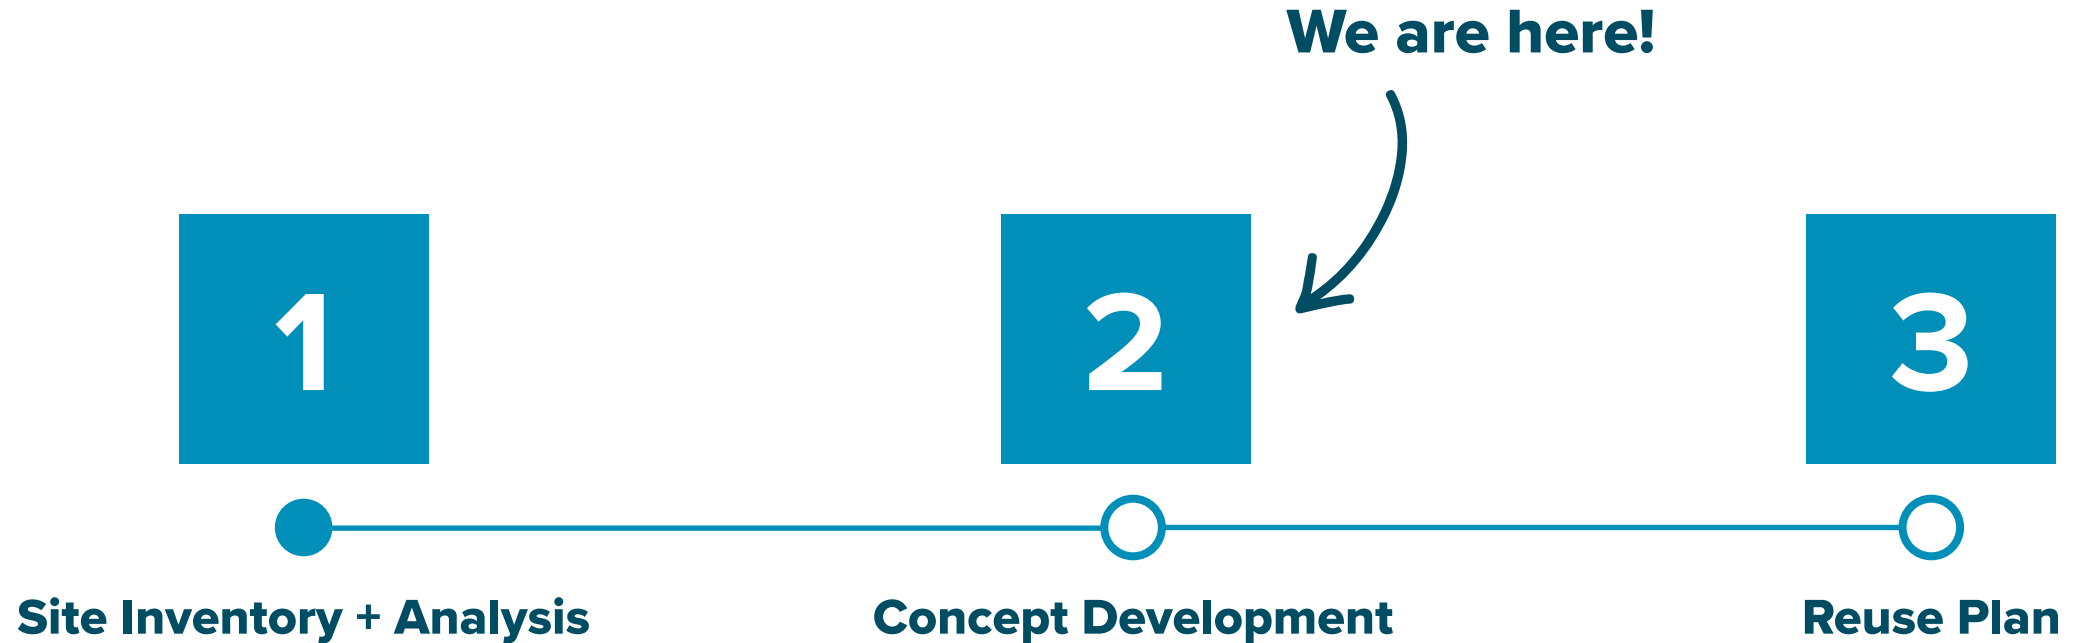 We are here!
1
2
3
Site Inventory + Analysis
Concept Development
Reuse Plan